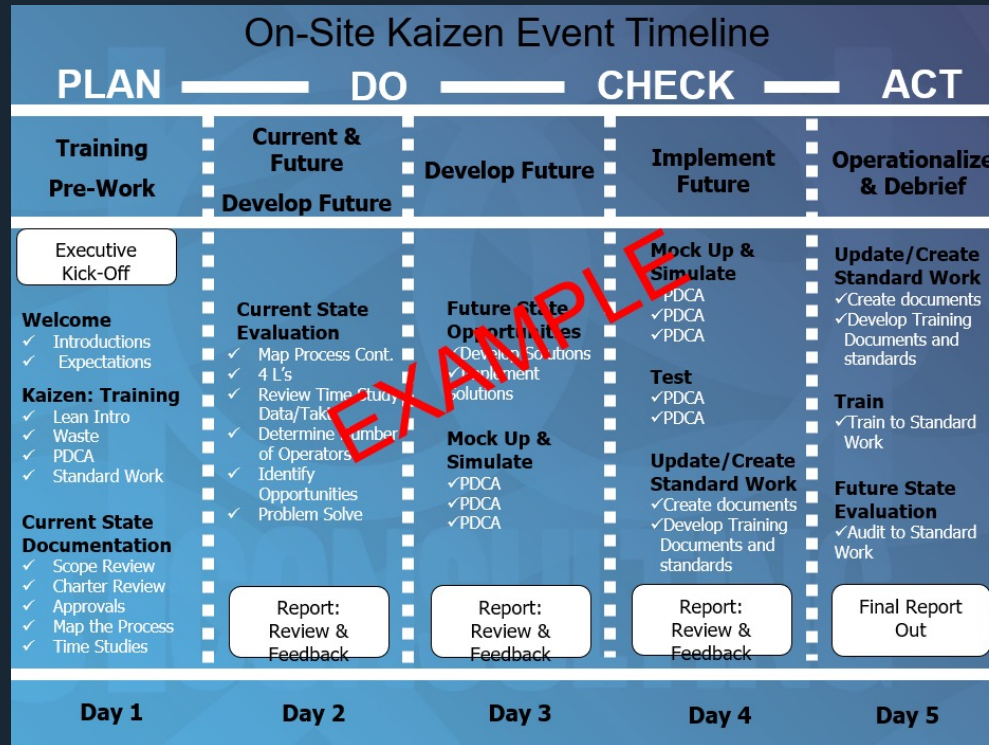 On-Site Kaizen Event Timeline
PLAN DO CHECK ACT
Training
Pre-Work
Current &
Future
Develop Future
Develop Future
Implement
Future
Operationalize
& Debrief
Executive
Kick-Off
Welcome
✓ Introductions
✓ Expectations
Kaizen: Training
✓ Lean Intro
✓ Waste
✓ PDCA
✓ Standard Work
Current State
Documentation
✓ Scope Review
✓ Charter Review
✓ Approvals
✓ Map the Process
✓ Time Studies
Current State
Evaluation
✓ Map Process Cont.
✓ 4 L's
✓ Review Time Study
Data/Take
✓ Determine Number
of Operators
✓ Identify
Opportunities
✓ Problem Solve
Report:
Review &
Feedback
Future State
Opportunities
✓Develop Solutions
✓Implement
Solutions
Mock Up &
Simulate
✓PDCA
✓PDCA
✓PDCA
Report:
Review &
Feedback
Mock Up &
Simulate
✓PDCA
✓PDCA
✓PDCA
Test
✓PDCA
✓PDCA
Update/Create
Standard Work
✓Create documents
✓Develop Training
Documents and
standards
Report:
Review &
Feedback
Update/Create
Standard Work
✓Create documents
✓Develop Training
Documents and
standards
Train
✓Train to Standard
Work
Future State
Evaluation
✓Audit to Standard
Work
Final Report
Out
EXAMPLE
CONSULTING
Day 1 Day 2 Day 3 Day 4 Day 5